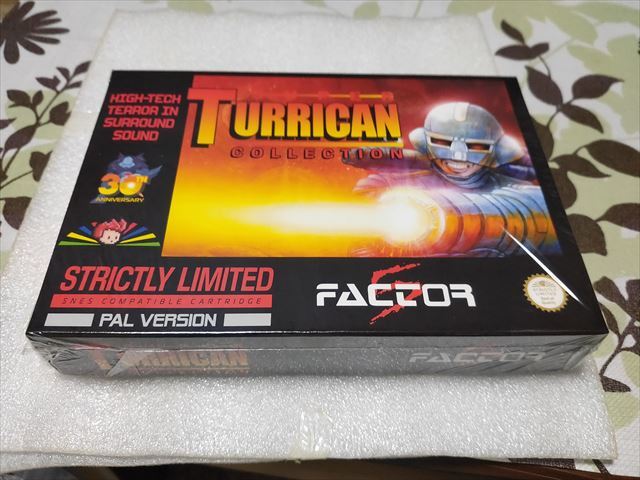 HIGH-TECH
TERROR IN
SURROUND
SOUND
SUPER
TURRICAN
COLLECTION
30TH
ANNIVERSARY
STRICTLY LIMITED
SNES COMPATIBLE CARTRIDGE
PAL VERSION
FACTOR 5
TURRICAN
FACTOR